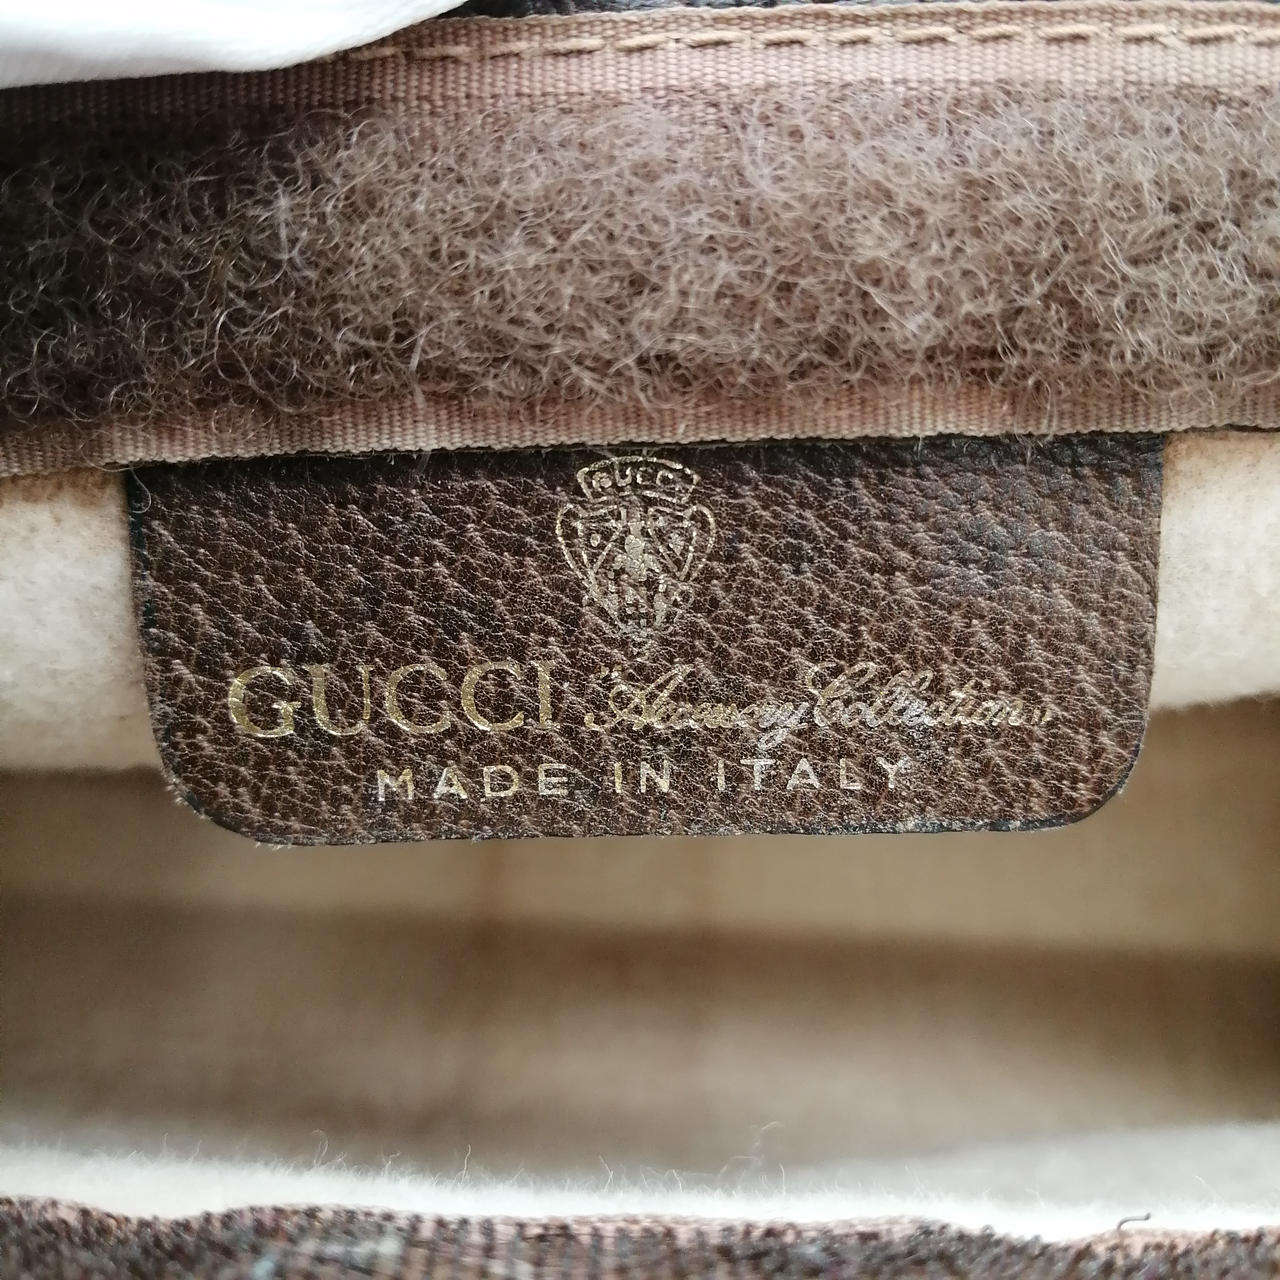 GUCCI
GUCCI "Accessory Collection"
MADE IN ITALY